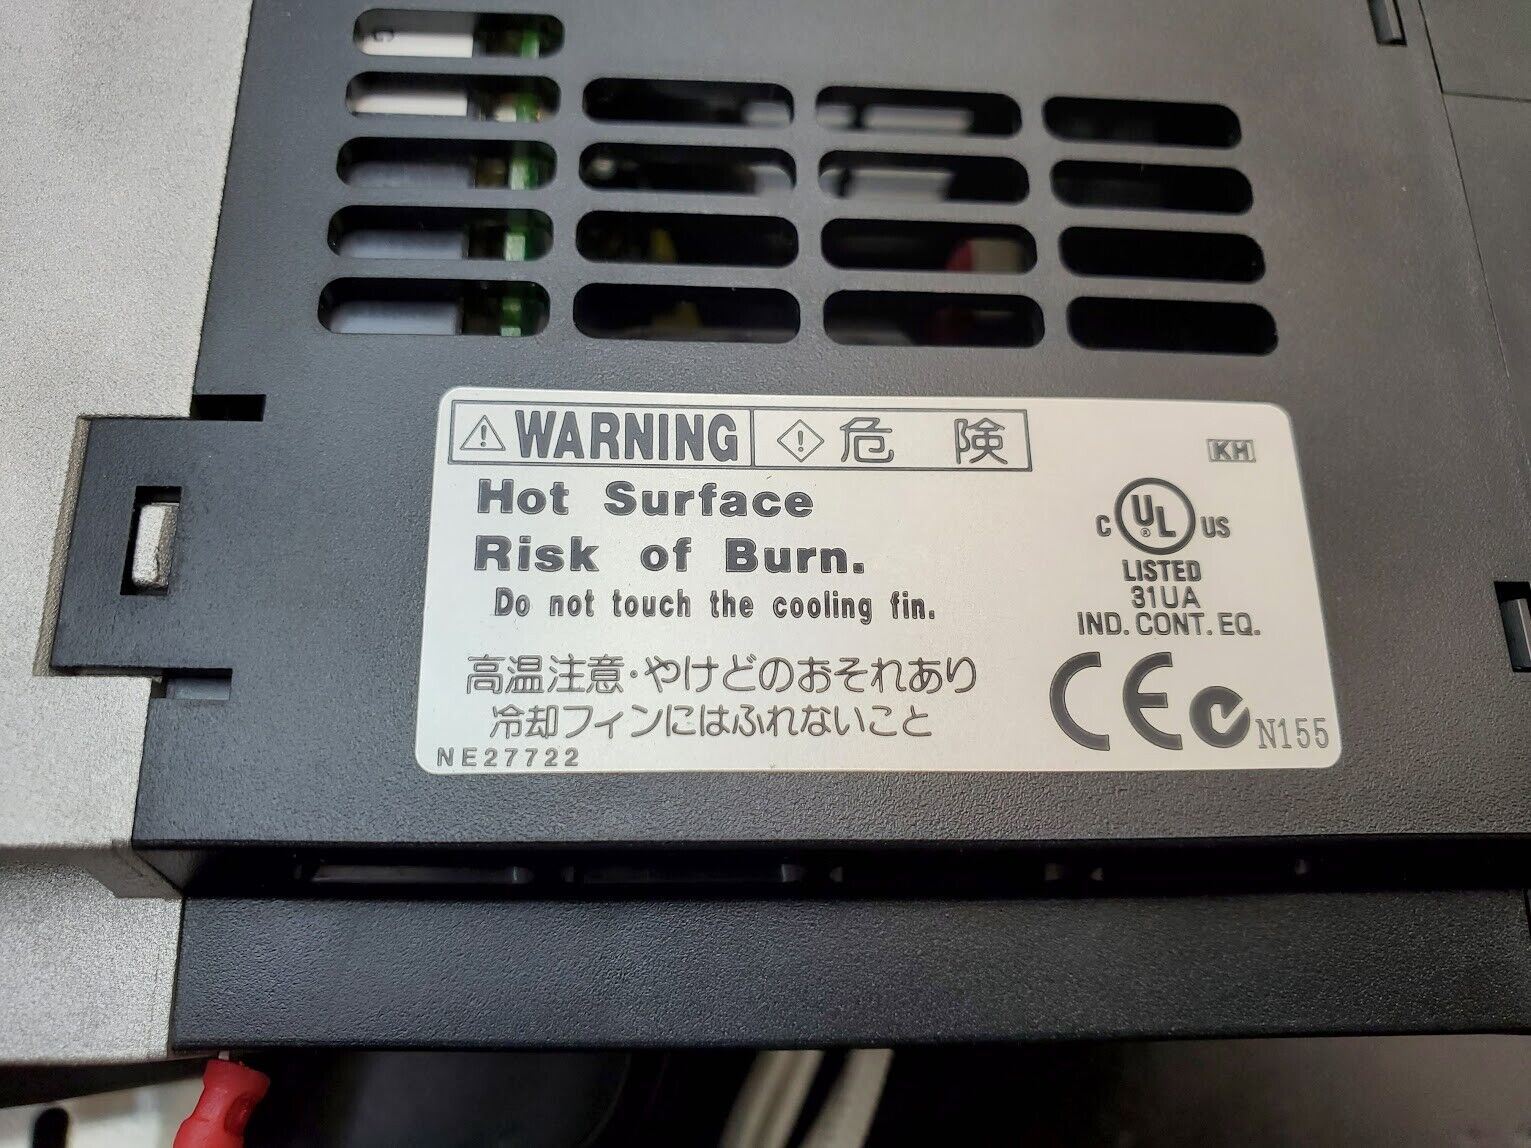 WARNING 危 険
Hot Surface
Risk of Burn.
Do not touch the cooling fin.
高温注意・やけどのおそれあり
冷却フィンにはふれないこと
NE27722
KH
C UL ® US
LISTED
31UA
IND. CONT. EQ.
CE N155